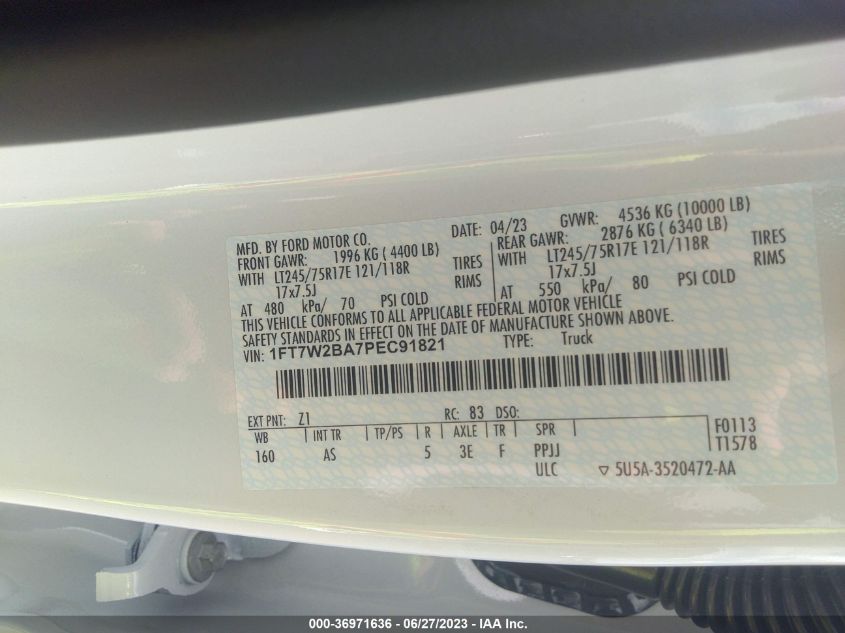 MFD. BY FORD MOTOR CO.
DATE: 04/23 GVWR: 4536 KG (10000 LB)
FRONT GAWR: 1996 KG ( 4400 LB)
REAR GAWR: 2876 KG ( 6340 LB)
WITH LT245/75R17E 121/118R TIRES
WITH LT245/75R17E 121/118R TIRES
17x7.5J RIMS
17x7.5J RIMS
AT 480 kPa/ 70 PSI COLD
AT 550 kPa/ 80 PSI COLD
THIS VEHICLE CONFORMS TO ALL APPLICABLE FEDERAL MOTOR VEHICLE
SAFETY STANDARDS IN EFFECT ON THE DATE OF MANUFACTURE SHOWN ABOVE.
VIN: 1FT7W2BA7PEC91821 TYPE: Truck
EXT PNT: Z1 RC: 83 DSO:
WB INT TR TP/PS R AXLE TR SPR F0113
160 AS 5 3E F PPJJ T1578
ULC ▽ 5U5A-3520472-AA
000-36971636 - 06/27/2023 - IAA Inc.